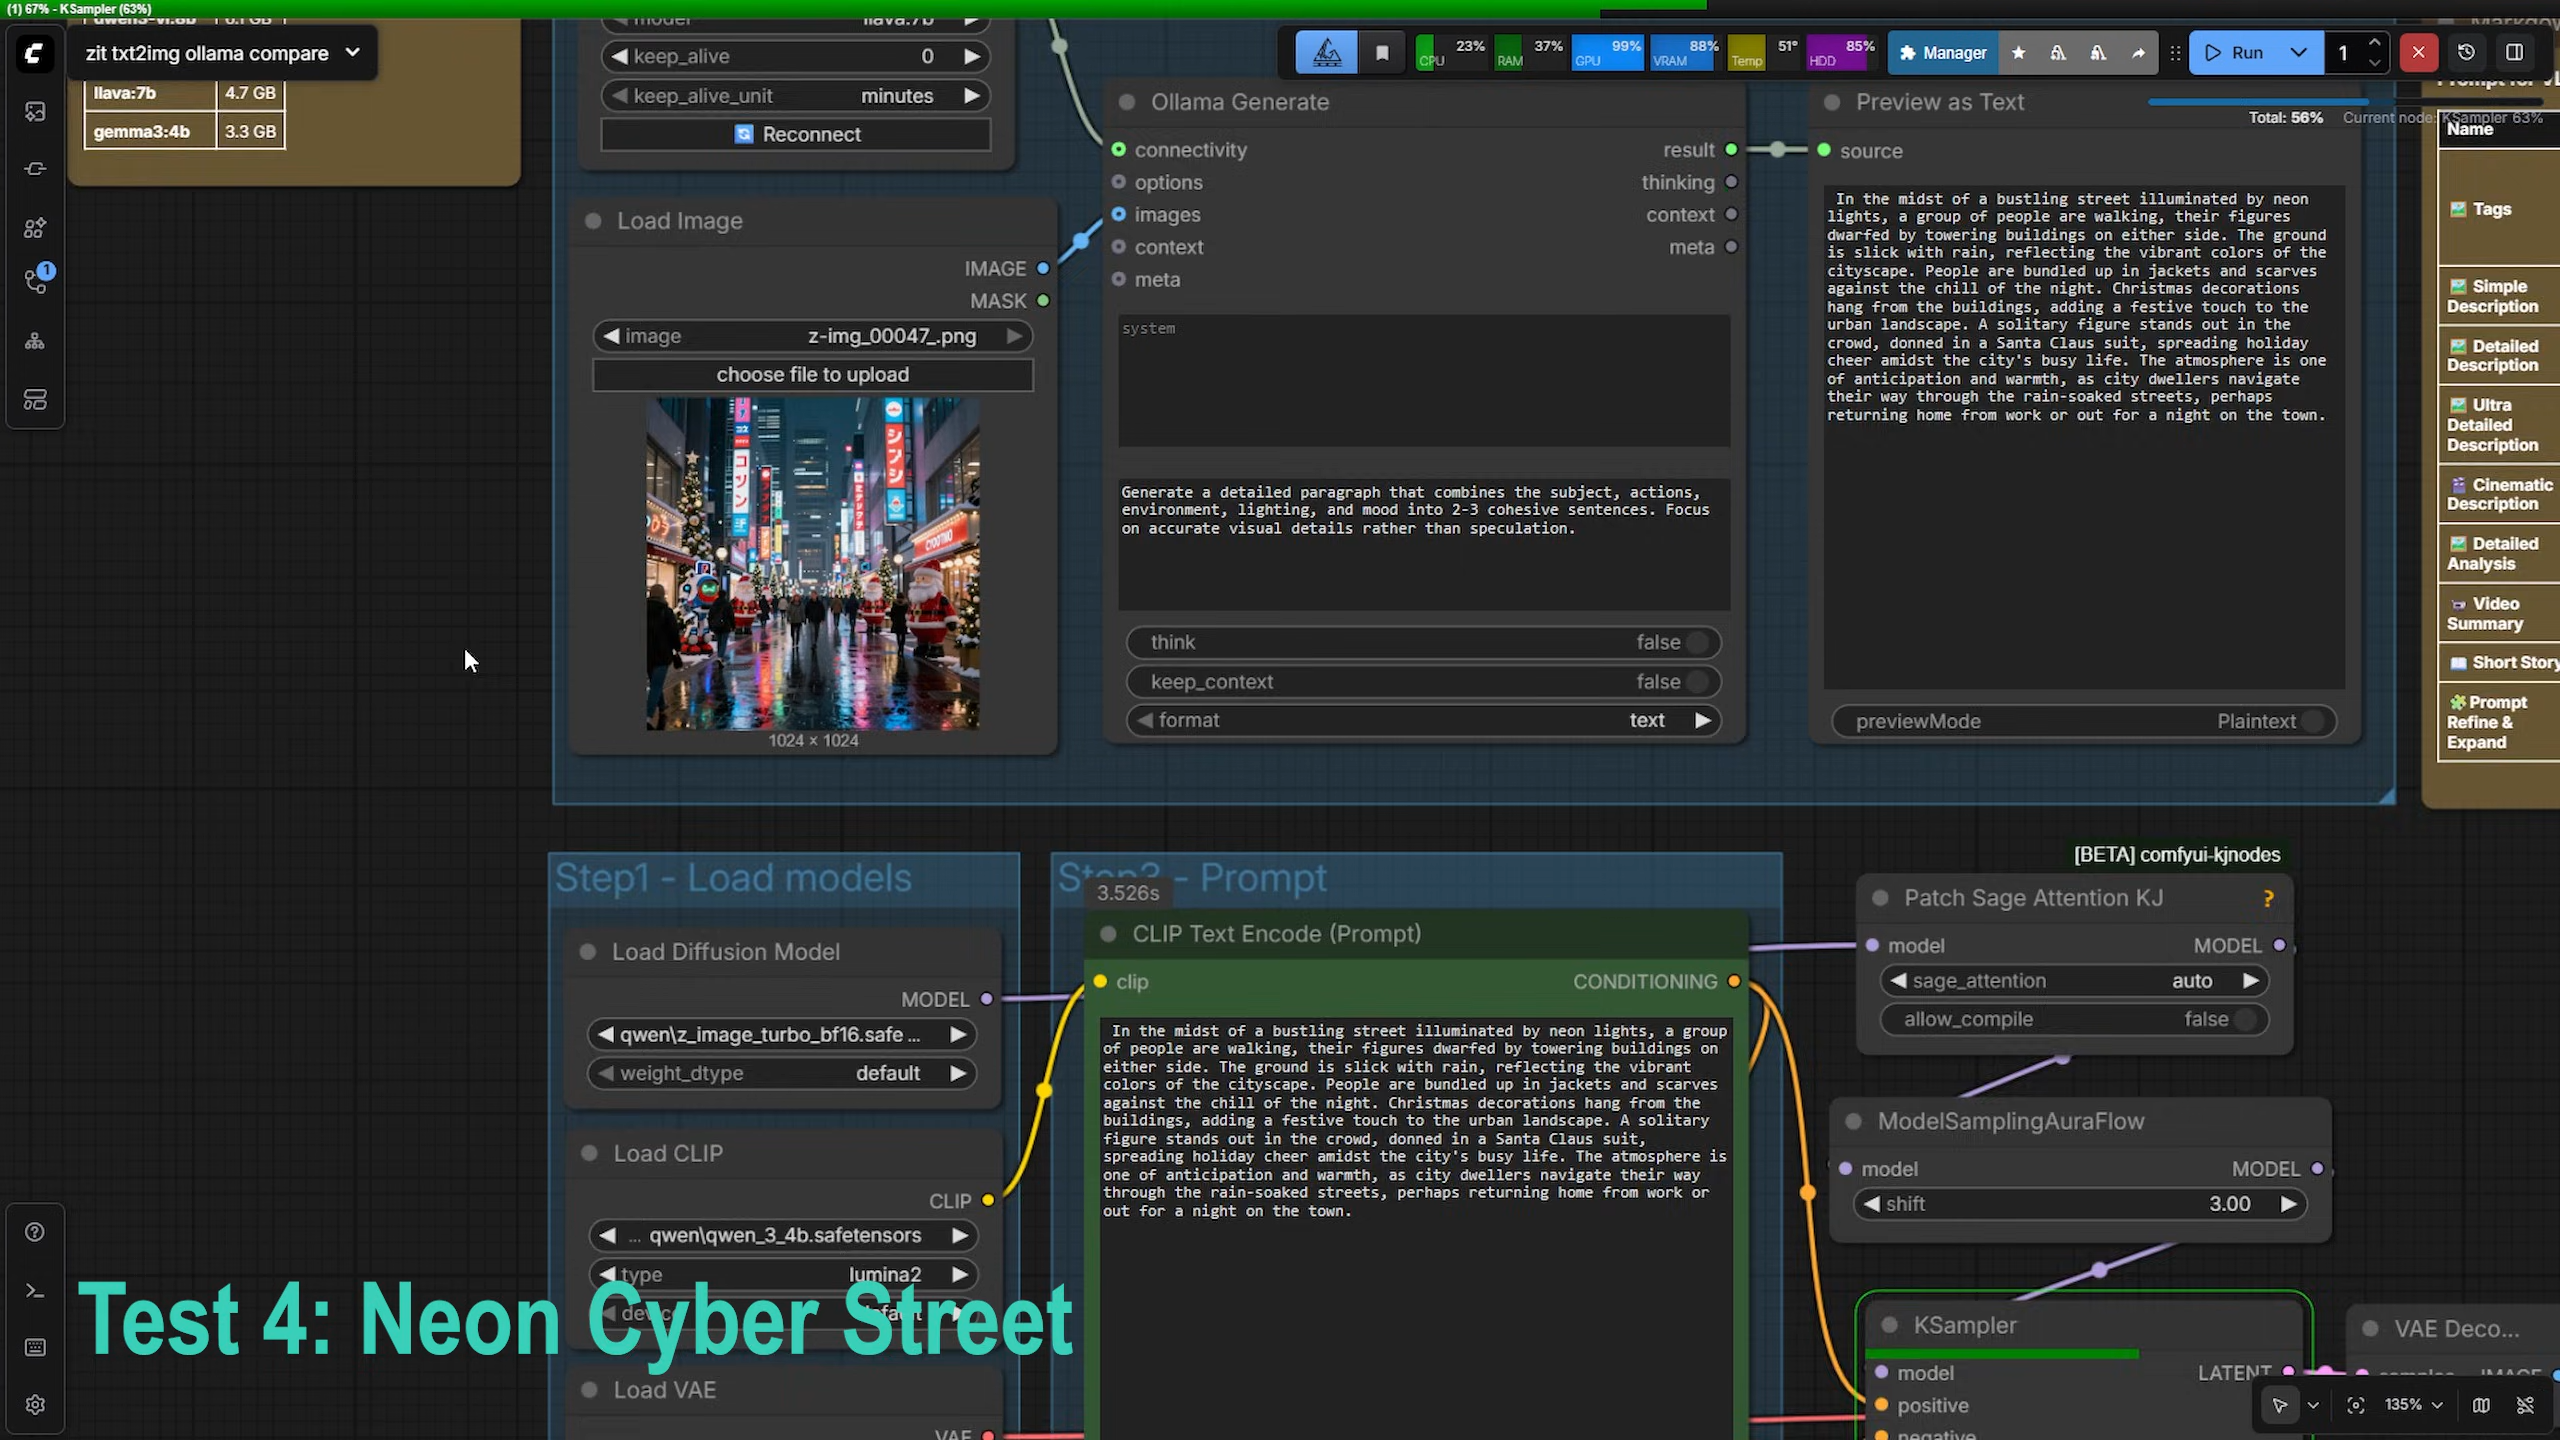 (1) 67% - KSampler (63%)
zit txt2img ollama compare
llava:7b 4.7 GB
gemma3:4b 3.3 GB
model llava:7b
keep_alive 0
keep_alive_unit minutes
Reconnect
CPU 23%
RAM 37%
GPU 99%
VRAM 88%
Temp 51°
HDD 85%
Manager
Run
1
Total: 56% Current node: KSampler 63%
1
Load Image
IMAGE
MASK
image z-img_00047_.png
choose file to upload
コン
シ
1024 × 1024
Ollama Generate
connectivity result
options thinking
images context
context meta
meta
system
Generate a detailed paragraph that combines the subject, actions,
environment, lighting, and mood into 2-3 cohesive sentences. Focus
on accurate visual details rather than speculation.
think false
keep_context false
format text
Preview as Text
source
In the midst of a bustling street illuminated by neon
lights, a group of people are walking, their figures
dwarfed by towering buildings on either side. The ground
is slick with rain, reflecting the vibrant colors of the
cityscape. People are bundled up in jackets and scarves
against the chill of the night. Christmas decorations
hang from the buildings, adding a festive touch to the
urban landscape. A solitary figure stands out in the
crowd, donned in a Santa Claus suit, spreading holiday
cheer amidst the city's busy life. The atmosphere is one
of anticipation and warmth, as city dwellers navigate
their way through the rain-soaked streets, perhaps
returning home from work or out for a night on the town.
previewMode Plaintext
Name
Tags
Simple
Description
Detailed
Description
Ultra
Detailed
Description
Cinematic
Description
Detailed
Analysis
Video
Summary
Short Story
Prompt
Refine &
Expand
Step1 - Load models
Load Diffusion Model
MODEL
qwen\z_image_turbo_bf16.safe ...
weight_dtype default
Load CLIP
CLIP
... qwen\qwen_3_4b.safetensors
type lumina2
Load VAE
VAE
- Prompt
3.526s
CLIP Text Encode (Prompt)
clip CONDITIONING
In the midst of a bustling street illuminated by neon lights, a group
of people are walking, their figures dwarfed by towering buildings on
either side. The ground is slick with rain, reflecting the vibrant
colors of the cityscape. People are bundled up in jackets and scarves
against the chill of the night. Christmas decorations hang from the
buildings, adding a festive touch to the urban landscape. A solitary
figure stands out in the crowd, donned in a Santa Claus suit,
spreading holiday cheer amidst the city's busy life. The atmosphere is
one of anticipation and warmth, as city dwellers navigate their way
through the rain-soaked streets, perhaps returning home from work or
out for a night on the town.
[BETA] comfyui-kjnodes
Patch Sage Attention KJ ?
model MODEL
sage_attention auto
allow_compile false
ModelSamplingAuraFlow
model MODEL
shift 3.00
KSampler
model LATENT
positive
negative
VAE Deco...
135%
Test 4: Neon Cyber Street